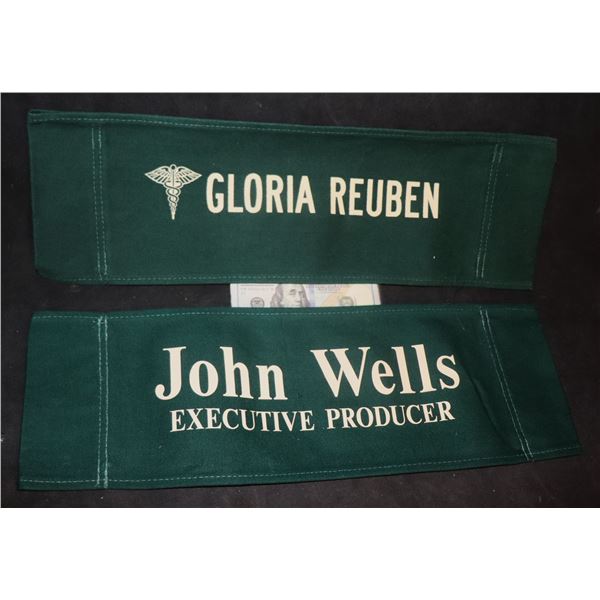 GLORIA REUBEN
John Wells
EXECUTIVE PRODUCER